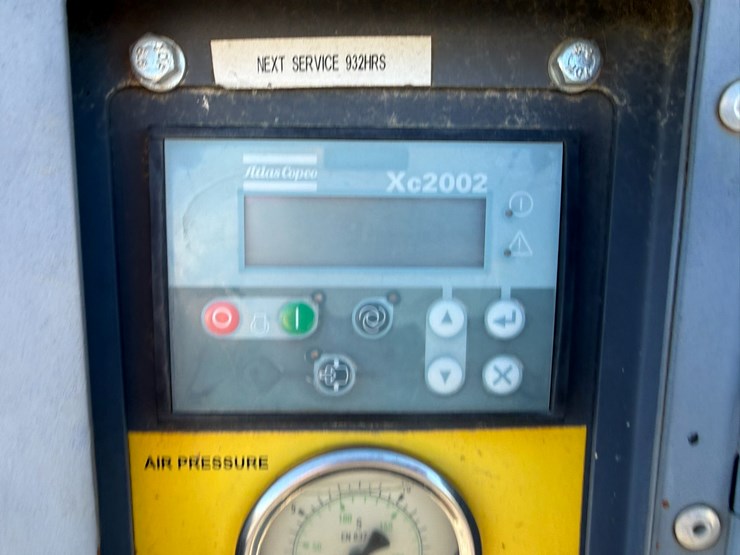 NEXT SERVICE 932HRS
Atlas Copco
Xc2002
AIR PRESSURE